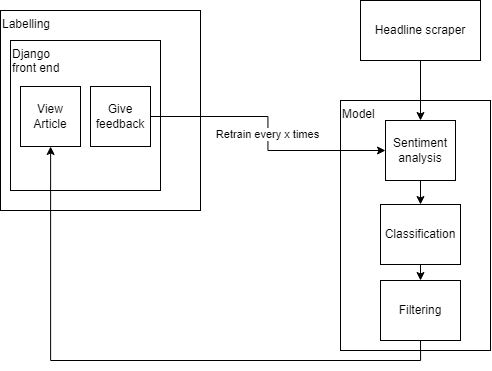 Labelling
Django
front end
View
Article
Give
feedback
Retrain every x times
Headline scraper
Model
Sentiment
analysis
Classification
Filtering